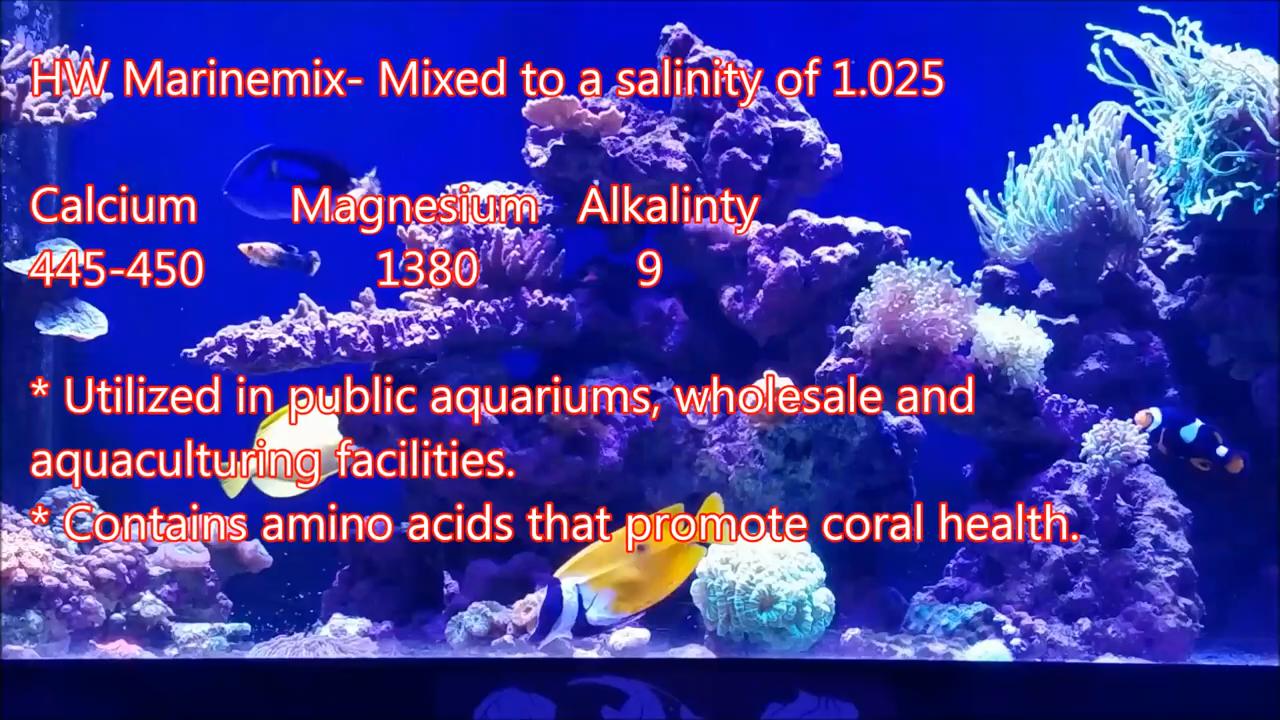 HW Marinemix- Mixed to a salinity of 1.025
Calcium Magnesium Alkalinty
445-450 1380 9
* Utilized in public aquariums, wholesale and
aquaculturing facilities.
* Contains amino acids that promote coral health.